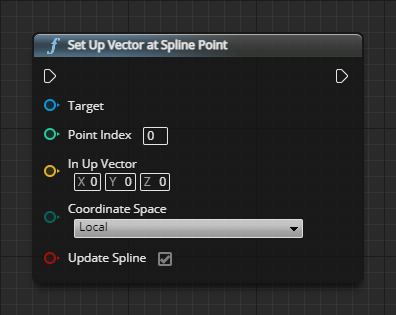 f Set Up Vector at Spline Point
Target
Point Index 0
In Up Vector
X 0 Y 0 Z 0
Coordinate Space
Local
Update Spline